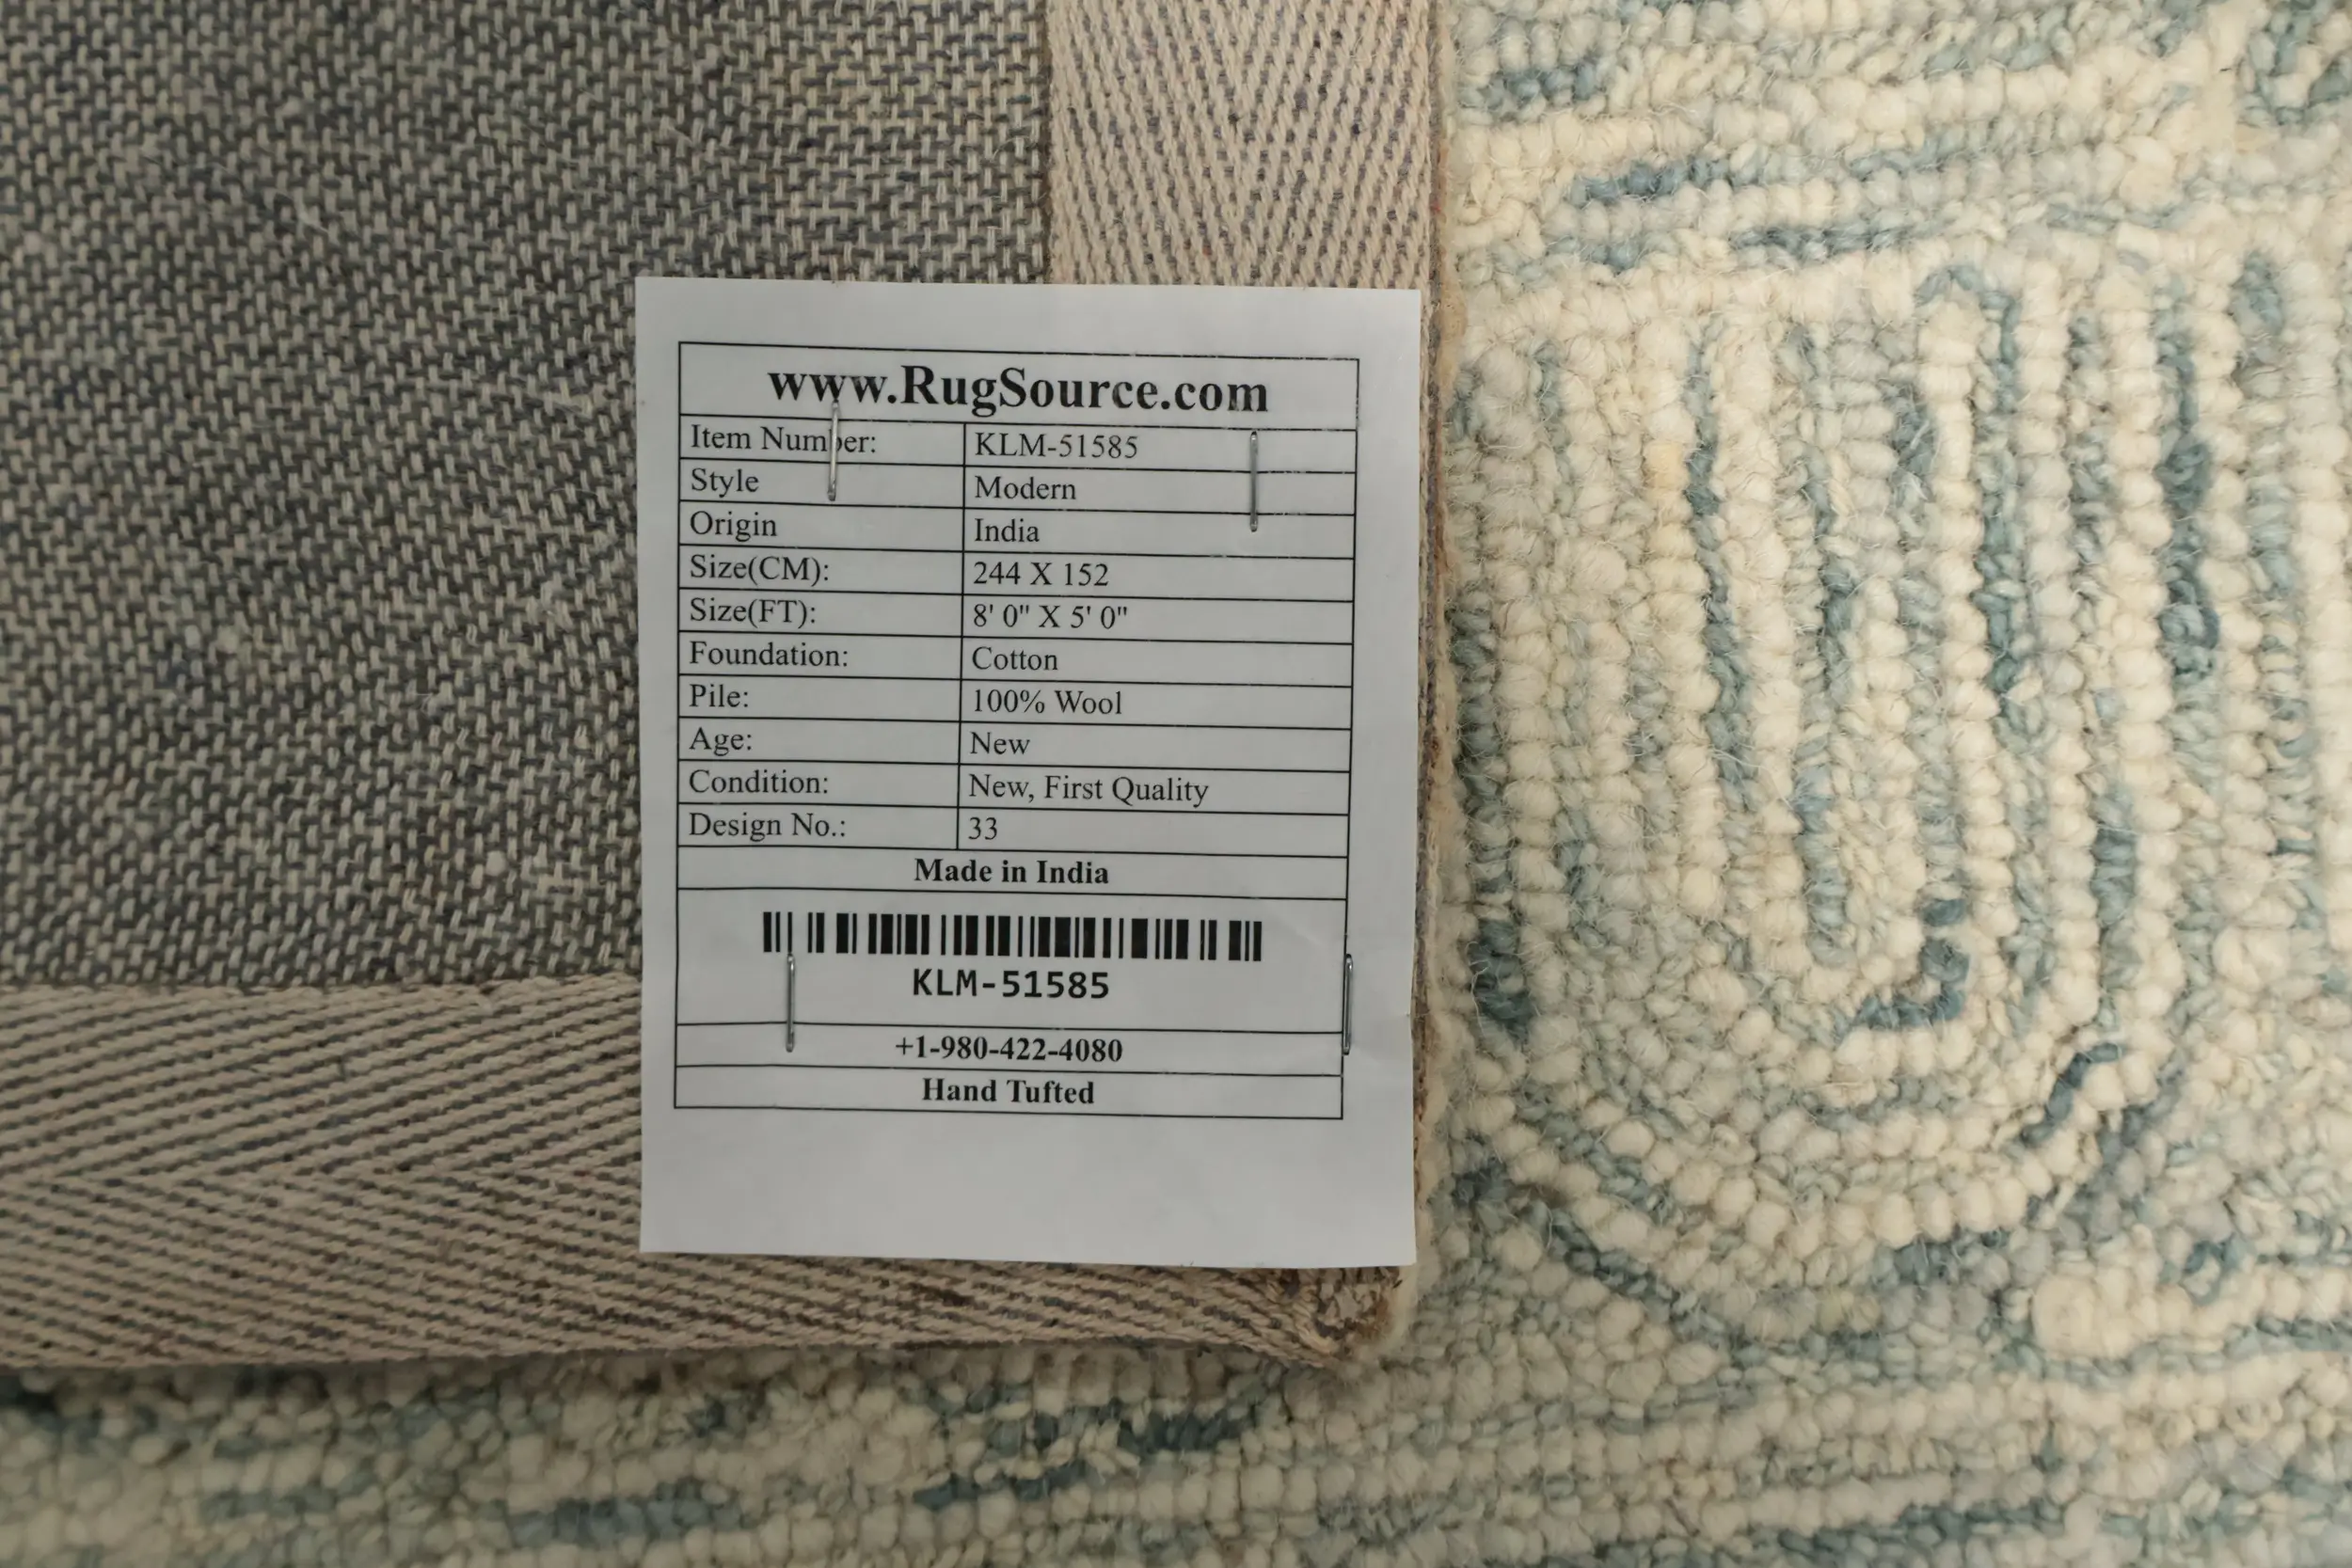 www.RugSource.com
Item Number: KLM-51585
Style Modern
Origin India
Size(CM): 244 X 152
Size(FT): 8' 0" X 5' 0"
Foundation: Cotton
Pile: 100% Wool
Age: New
Condition: New, First Quality
Design No.: 33
Made in India
KLM-51585
+1-980-422-4080
Hand Tufted